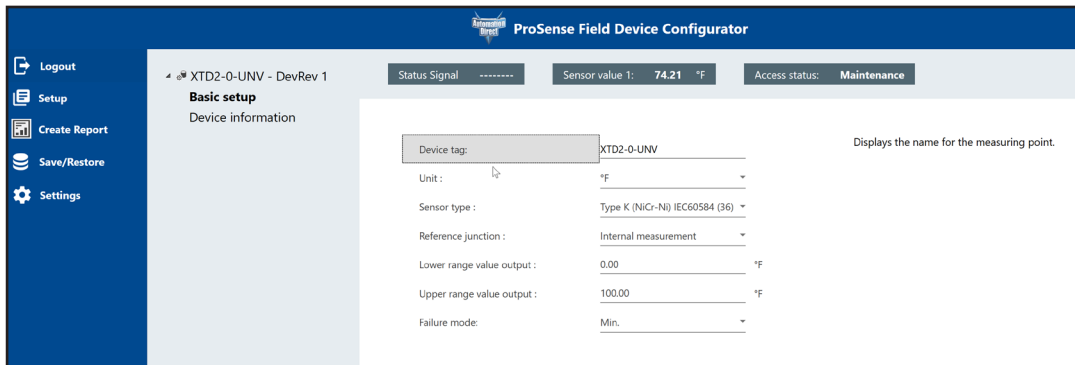 Automation Direct
ProSense Field Device Configurator
Logout
Setup
Create Report
Save/Restore
Settings
XTD2-0-UNV - DevRev 1
Basic setup
Device information
Status Signal --------
Sensor value 1: 74.21 °F
Access status: Maintenance
Device tag: XTD2-0-UNV
Unit : °F
Sensor type : Type K (NiCr-Ni) IEC60584 (36)
Reference junction : Internal measurement
Lower range value output : 0.00 °F
Upper range value output : 100.00 °F
Failure mode: Min.
Displays the name for the measuring point.